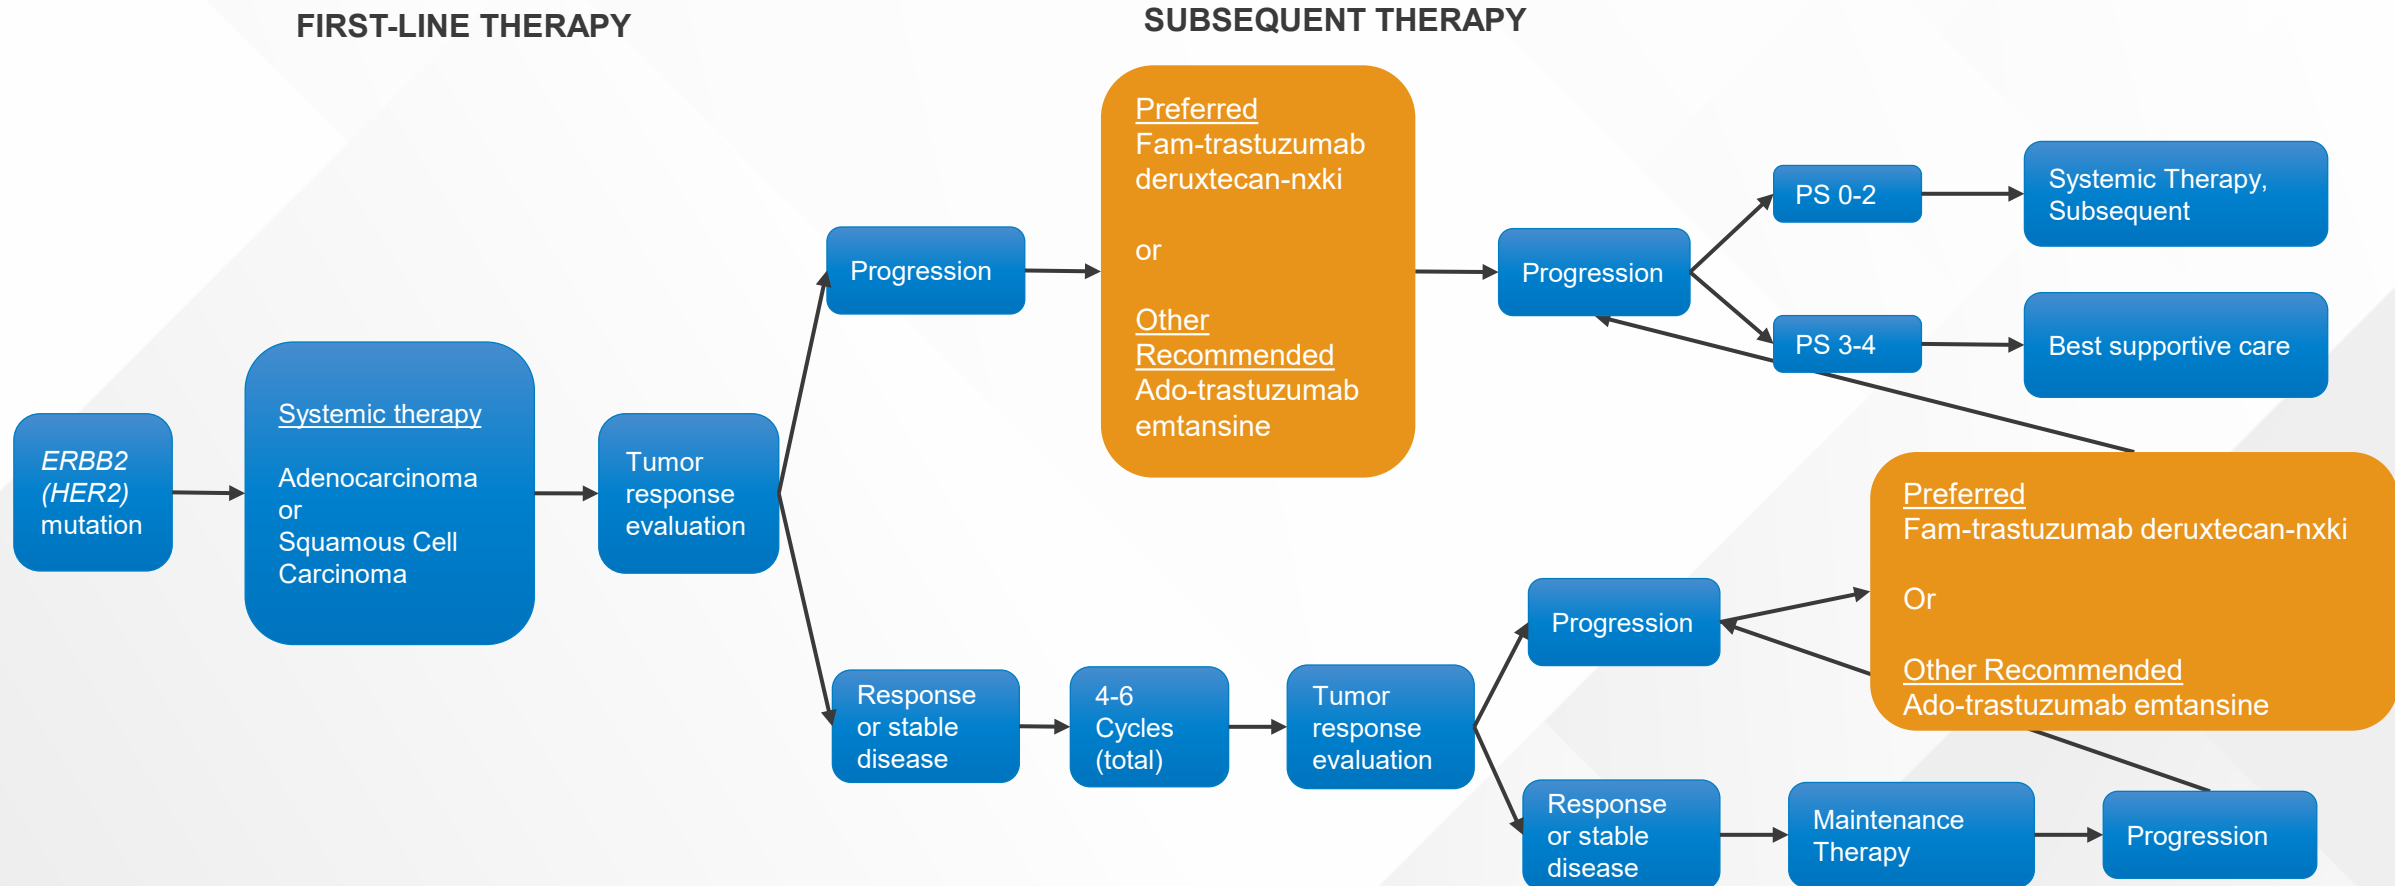 FIRST-LINE THERAPY
SUBSEQUENT THERAPY
ERBB2
(HER2)
mutation
Systemic therapy
Adenocarcinoma
or
Squamous Cell
Carcinoma
Tumor
response
evaluation
Progression
Preferred
Fam-trastuzumab
deruxtecan-nxki
or
Other
Recommended
Ado-trastuzumab
emtansine
Progression
PS 0-2
Systemic Therapy,
Subsequent
PS 3-4
Best supportive care
Response
or stable
disease
4-6
Cycles
(total)
Tumor
response
evaluation
Progression
Preferred
Fam-trastuzumab deruxtecan-nxki
Or
Other Recommended
Ado-trastuzumab emtansine
Response
or stable
disease
Maintenance
Therapy
Progression